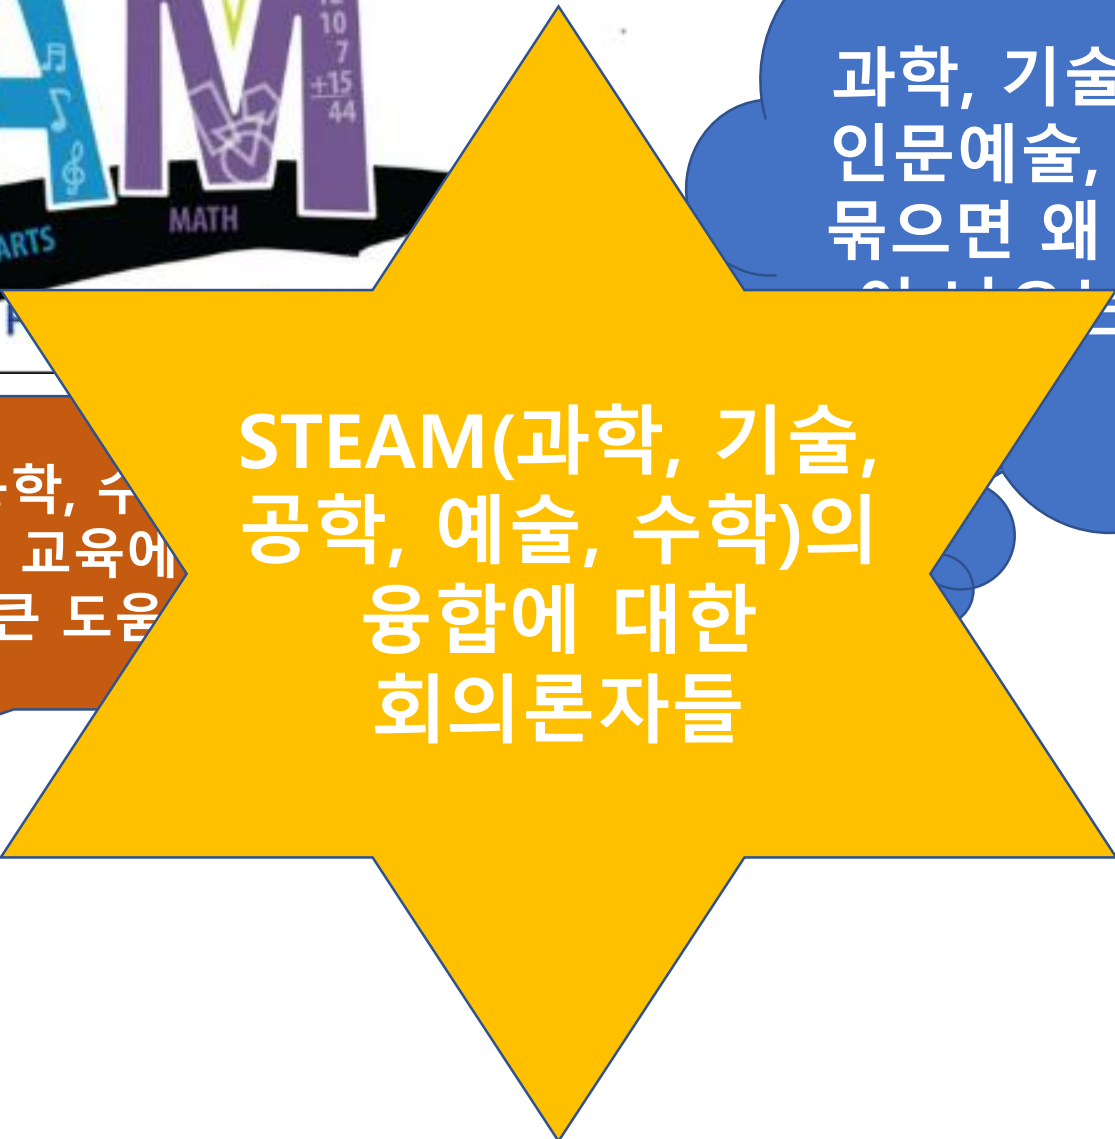 10
7
+15
44
MATH
ARTS
과학, 기술
인문예술,
묶으면 왜
STEAM(과학, 기술,
공학, 예술, 수학)의
융합에 대한
회의론자들
학,
교육에
큰 도움